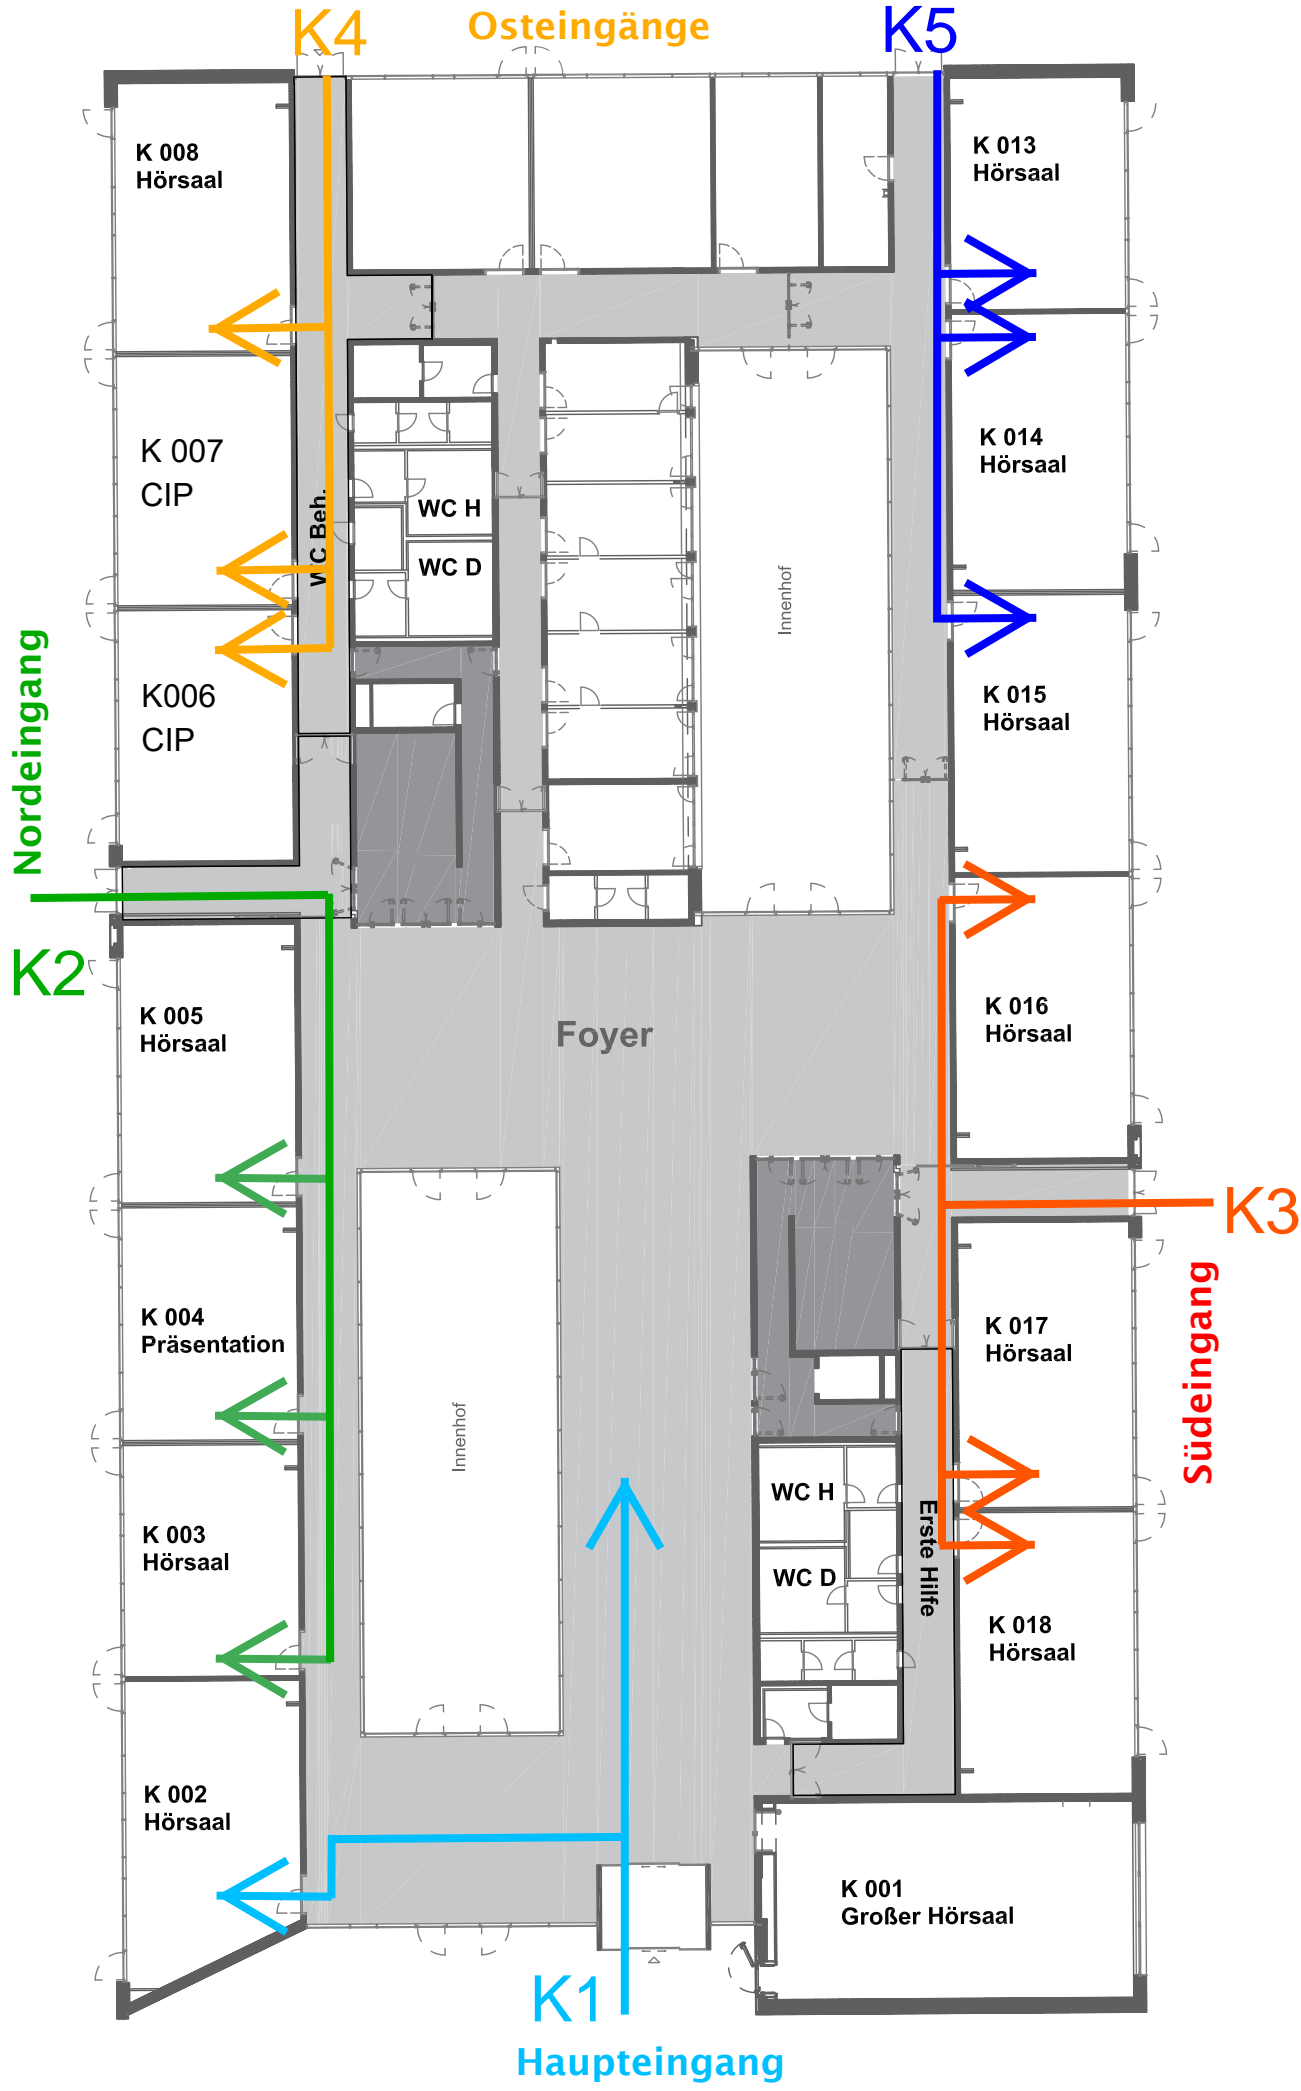 K4
Osteingänge
K5
K 008
Hörsaal
K 013
Hörsaal
K 007
CIP
WC Beh.
WC H
WC D
Innenhof
K 014
Hörsaal
K006
CIP
K 015
Hörsaal
Nordeingang
K2
K 005
Hörsaal
Foyer
K 016
Hörsaal
K3
Südeingang
K 004
Präsentation
K 017
Hörsaal
Innenhof
WC H
WC D
Erste Hilfe
K 003
Hörsaal
K 018
Hörsaal
K 002
Hörsaal
K 001
Großer Hörsaal
K1
Haupteingang